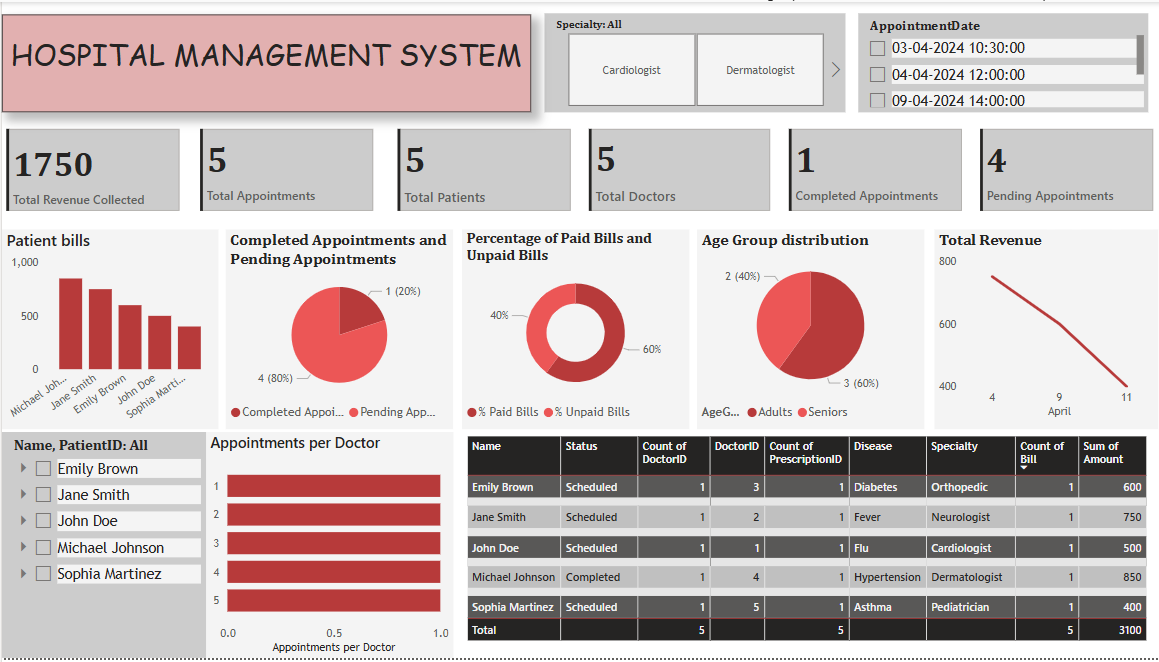 HOSPITAL MANAGEMENT SYSTEM
Specialty: All
Cardiologist
Dermatologist
AppointmentDate
03-04-2024 10:30:00
04-04-2024 12:00:00
09-04-2024 14:00:00
1750
Total Revenue Collected
5
Total Appointments
5
Total Patients
5
Total Doctors
1
Completed Appointments
4
Pending Appointments
Patient bills
1,000
500
0
Michael Joh...
Jane Smith
Emily Brown
John Doe
Sophia Marti...
Completed Appointments and
Pending Appointments
1 (20%)
4 (80%)
Completed Appoi... Pending App...
Percentage of Paid Bills and
Unpaid Bills
40%
60%
% Paid Bills % Unpaid Bills
Age Group distribution
2 (40%)
3 (60%)
AgeG... Adults Seniors
Total Revenue
800
600
400
4 9 11
April
Name, PatientID: All
Emily Brown
Jane Smith
John Doe
Michael Johnson
Sophia Martinez
Appointments per Doctor
1
2
3
4
5
0.0 0.5 1.0
Appointments per Doctor
Name Status Count of DoctorID DoctorID Count of PrescriptionID Disease Specialty Count of Bill Sum of Amount
Emily Brown Scheduled 1 3 1 Diabetes Orthopedic 1 600
Jane Smith Scheduled 1 2 1 Fever Neurologist 1 750
John Doe Scheduled 1 1 1 Flu Cardiologist 1 500
Michael Johnson Completed 1 4 1 Hypertension Dermatologist 1 850
Sophia Martinez Scheduled 1 5 1 Asthma Pediatrician 1 400
Total 5 5 5 3100